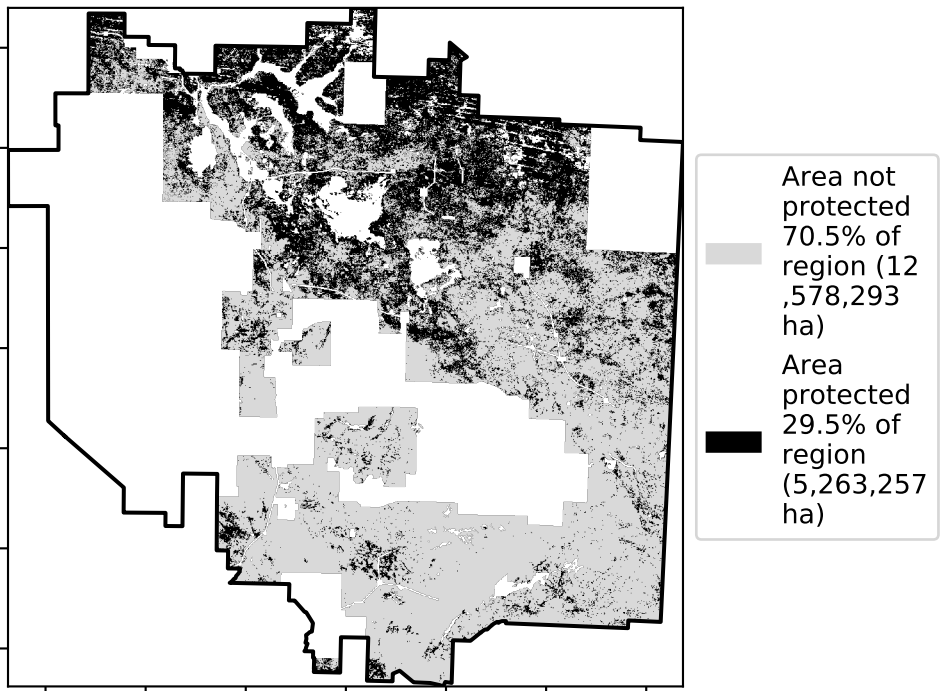 Area not
protected
70.5% of
region (12
,578,293
ha)
Area
protected
29.5% of
region
(5,263,257
ha)